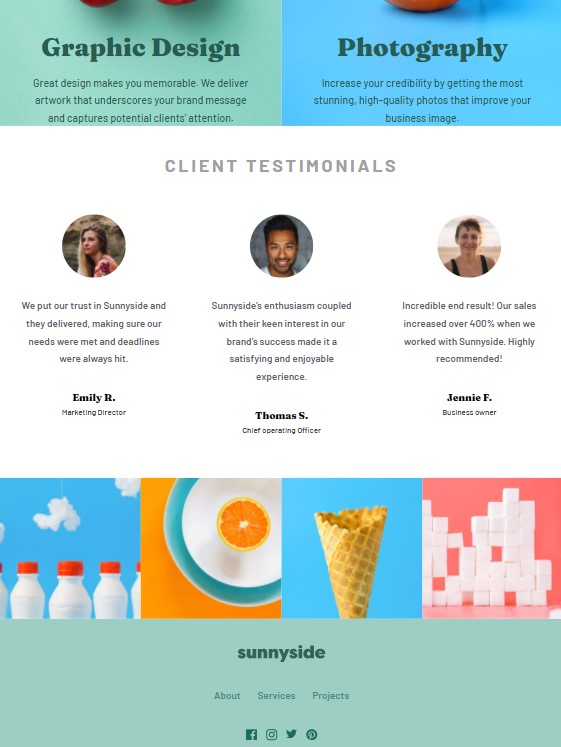 Graphic Design
Great design makes you memorable. We deliver
artwork that underscores your brand message
and captures potential clients' attention.
Photography
Increase your credibility by getting the most
stunning, high-quality photos that improve your
business image.
CLIENT TESTIMONIALS
We put our trust in Sunnyside and
they delivered, making sure our
needs were met and deadlines
were always hit.
Emily R.
Marketing Director
Sunnyside's enthusiasm coupled
with their keen interest in our
brand's success made it a
satisfying and enjoyable
experience.
Thomas S.
Chief operating Officer
Incredible end result! Our sales
increased over 400% when we
worked with Sunnyside. Highly
recommended!
Jennie F.
Business owner
sunnyside
About Services Projects